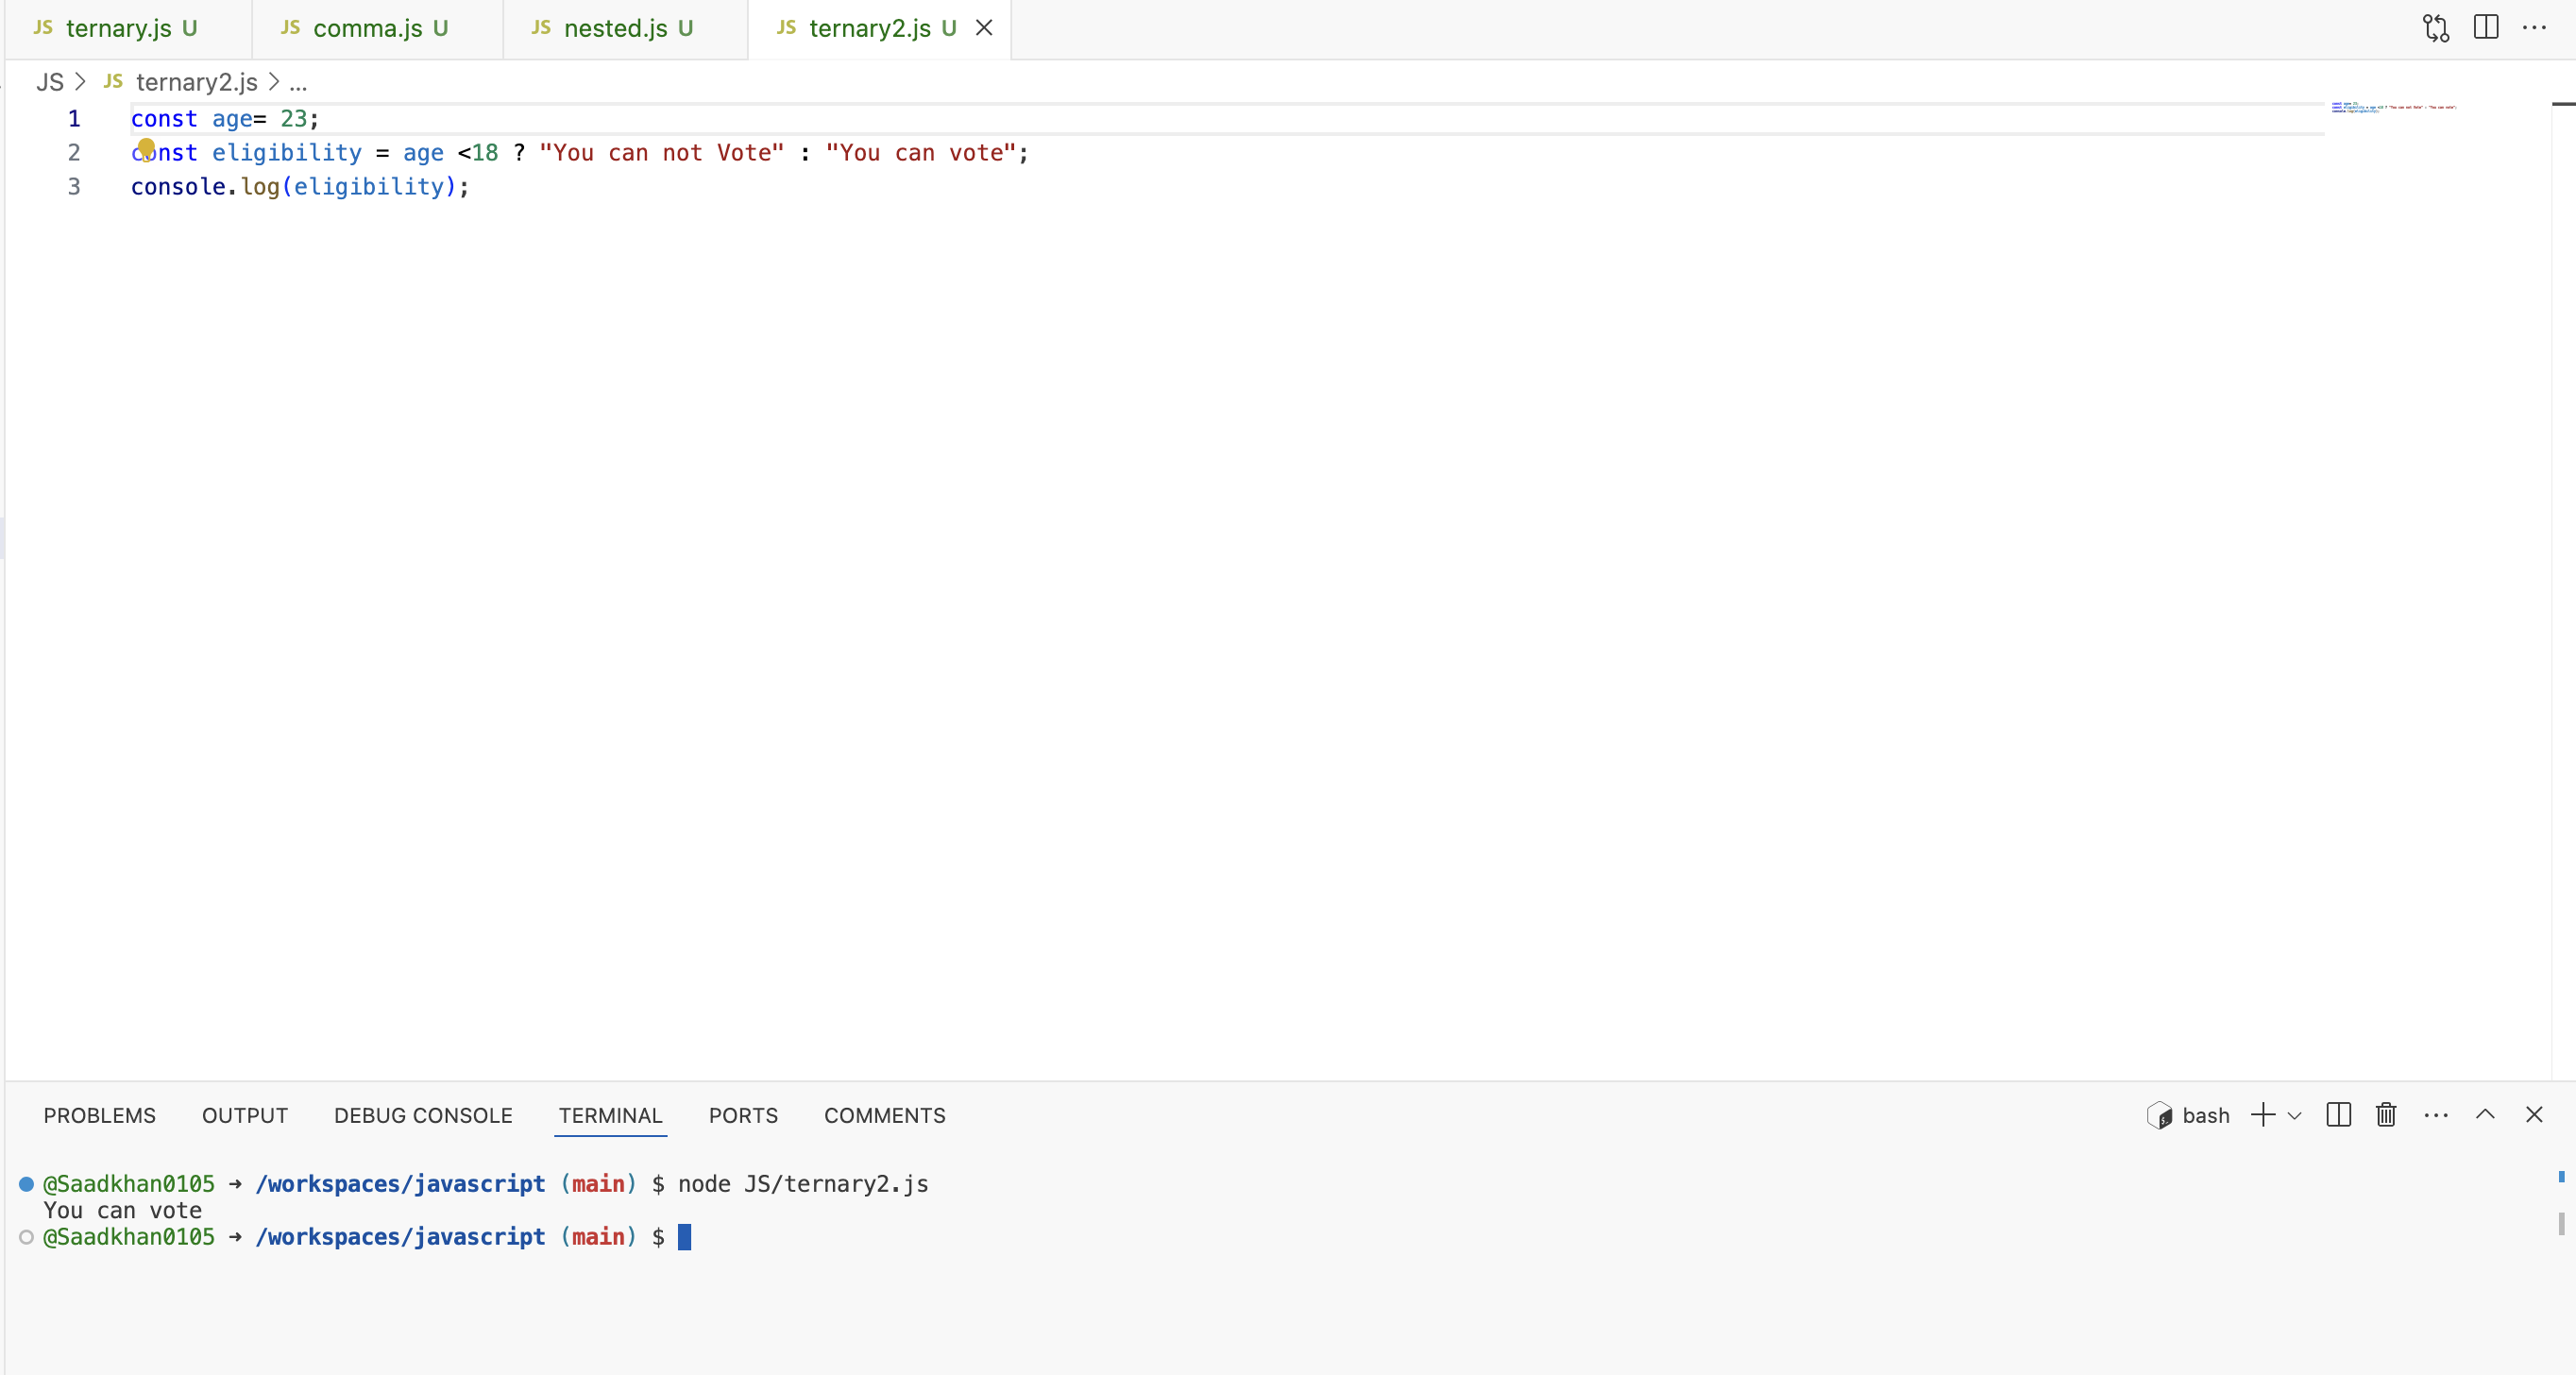 JS ternary.js U JS comma.js U JS nested.js U JS ternary2.js U
JS > JS ternary2.js > ...
1 const age= 23;
2 const eligibility = age <18 ? "You can not Vote" : "You can vote";
3 console.log(eligibility);
PROBLEMS OUTPUT DEBUG CONSOLE TERMINAL PORTS COMMENTS bash
@Saadkhan0105 → /workspaces/javascript (main) $ node JS/ternary2.js
You can vote
@Saadkhan0105 → /workspaces/javascript (main) $